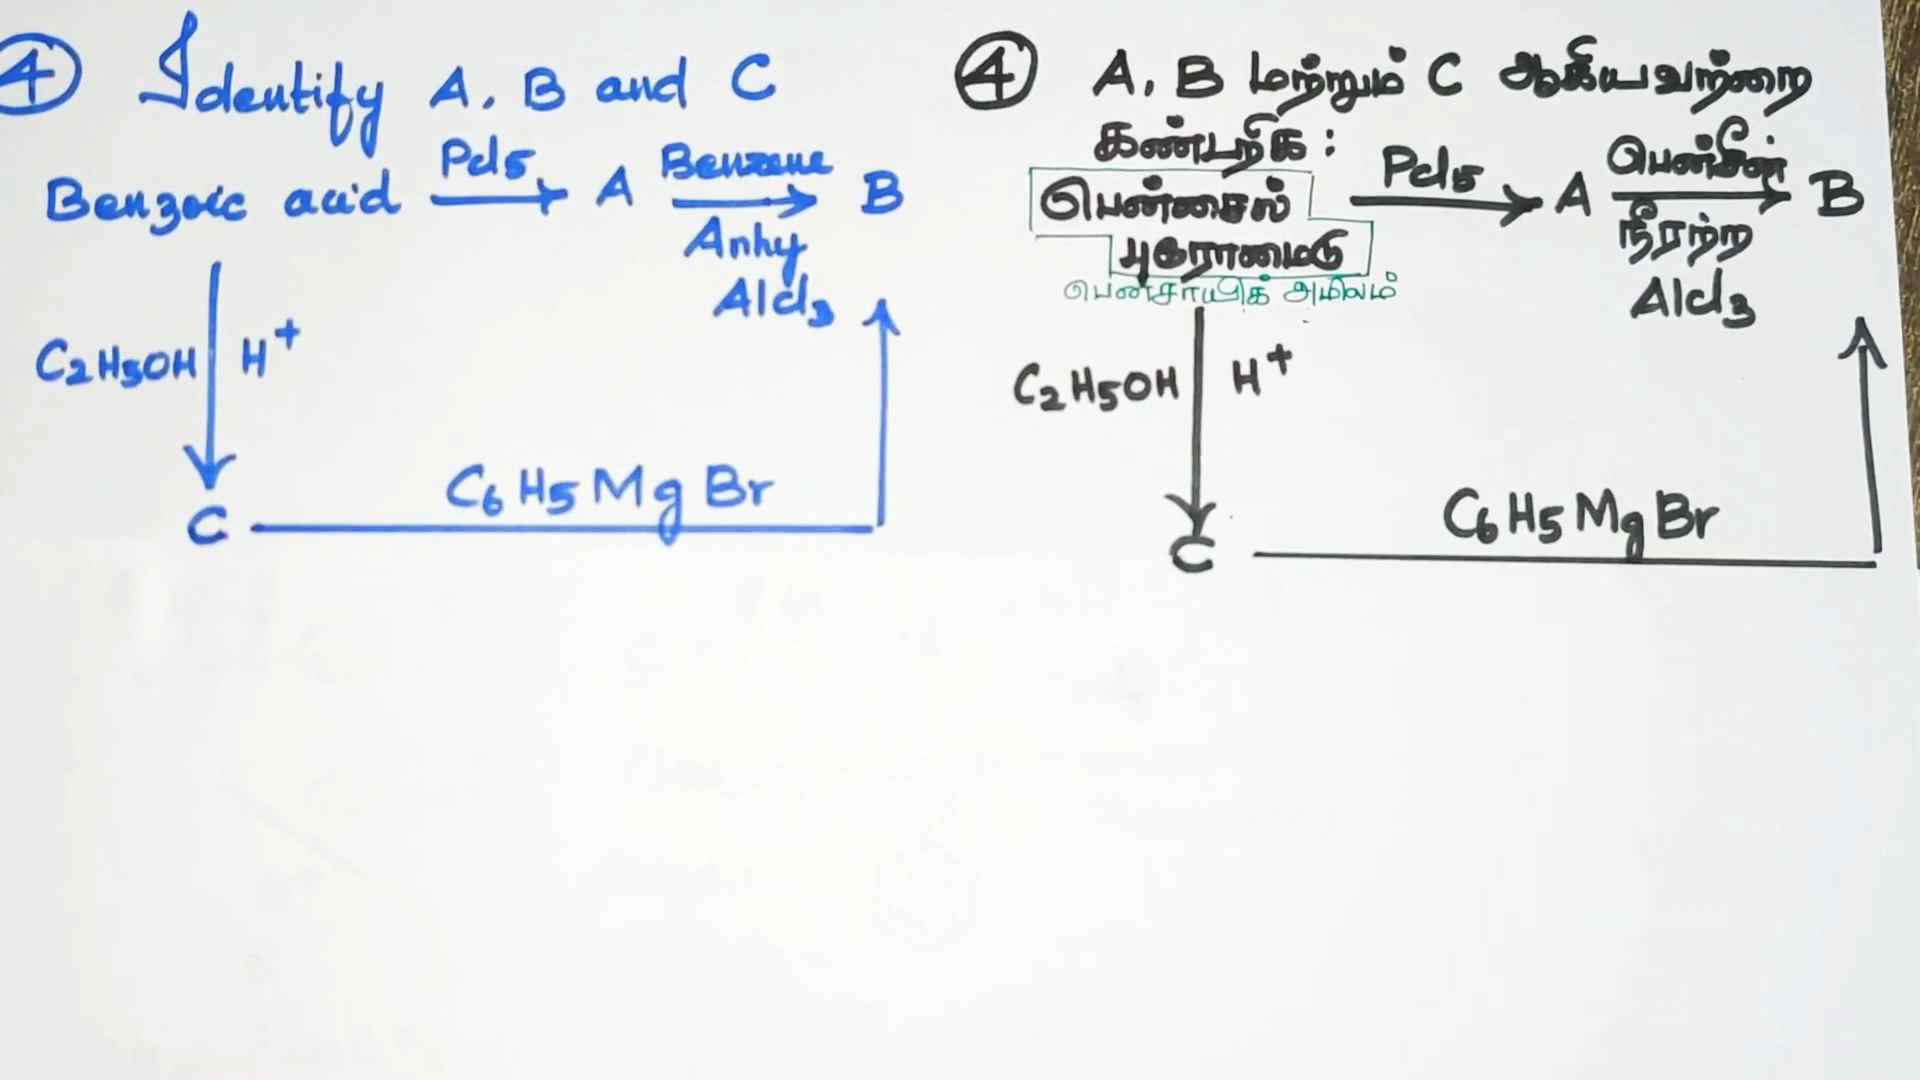 ④ Identify A, B and C
Benzoic acid PCl5 → A Benzene → B
Anhy
AlCl3
C2H5OH H+
C6H5MgBr
C
④ A, B மற்றும் C ஆகியவற்றை
கண்டறிக :
பென்சைல் PCl5 → A பென்சீன் → B
புரோமைடு நீரற்ற
பென்சாயிக் அமிலம் AlCl3
C2H5OH H+
C6H5MgBr
C